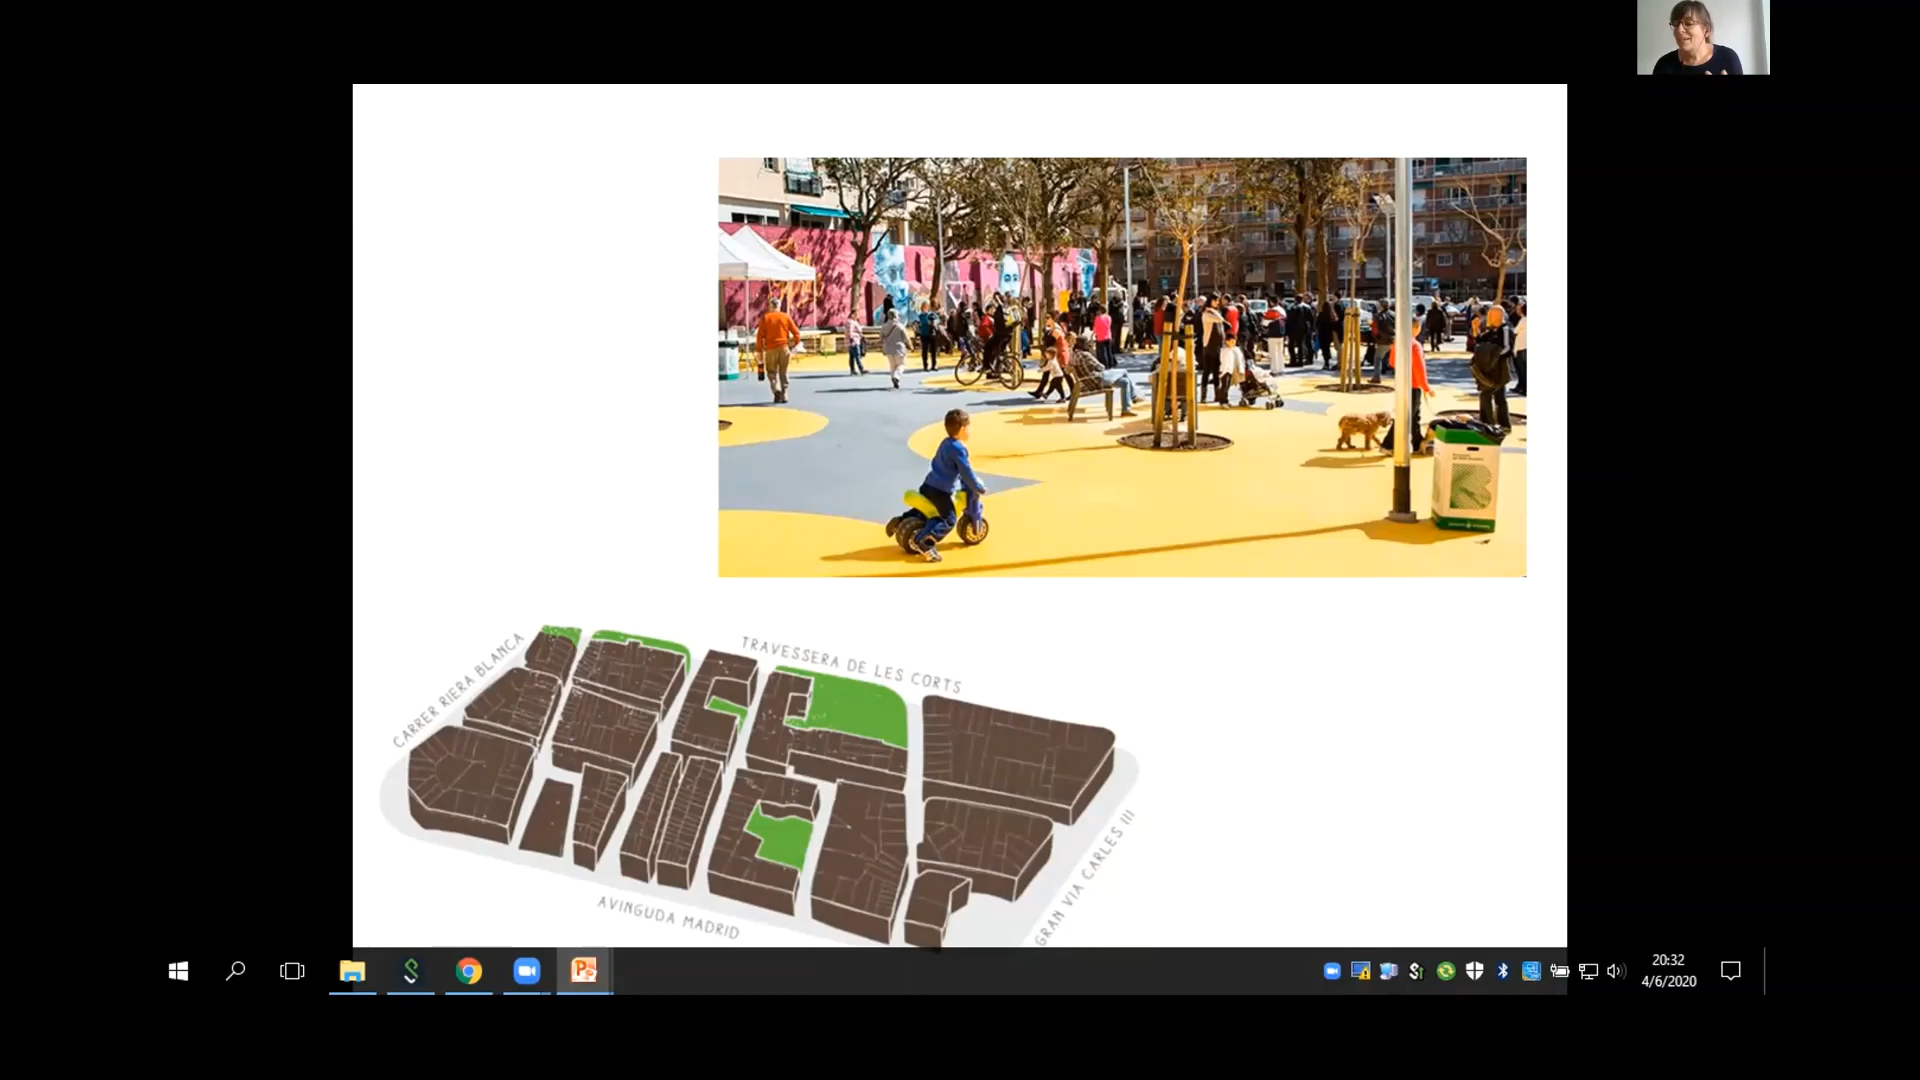 CARRER RIERA BLANCA
TRAVESSERA DE LES CORTS
AVINGUDA MADRID
GRAN VIA CARLES III
20:32
4/6/2020